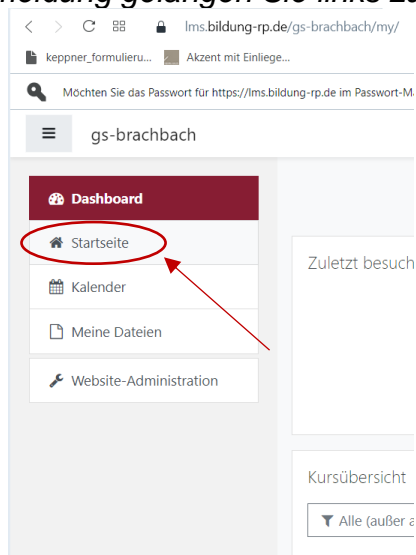 lms.bildung-rp.de/gs-brachbach/my/
keppner_formulieru... Akzent mit Einliege...
Möchten Sie das Passwort für https://lms.bildung-rp.de im Passwort-M
gs-brachbach
Dashboard
Startseite
Zuletzt besuch
Kalender
Meine Dateien
Website-Administration
Kursübersicht
Alle (außer a